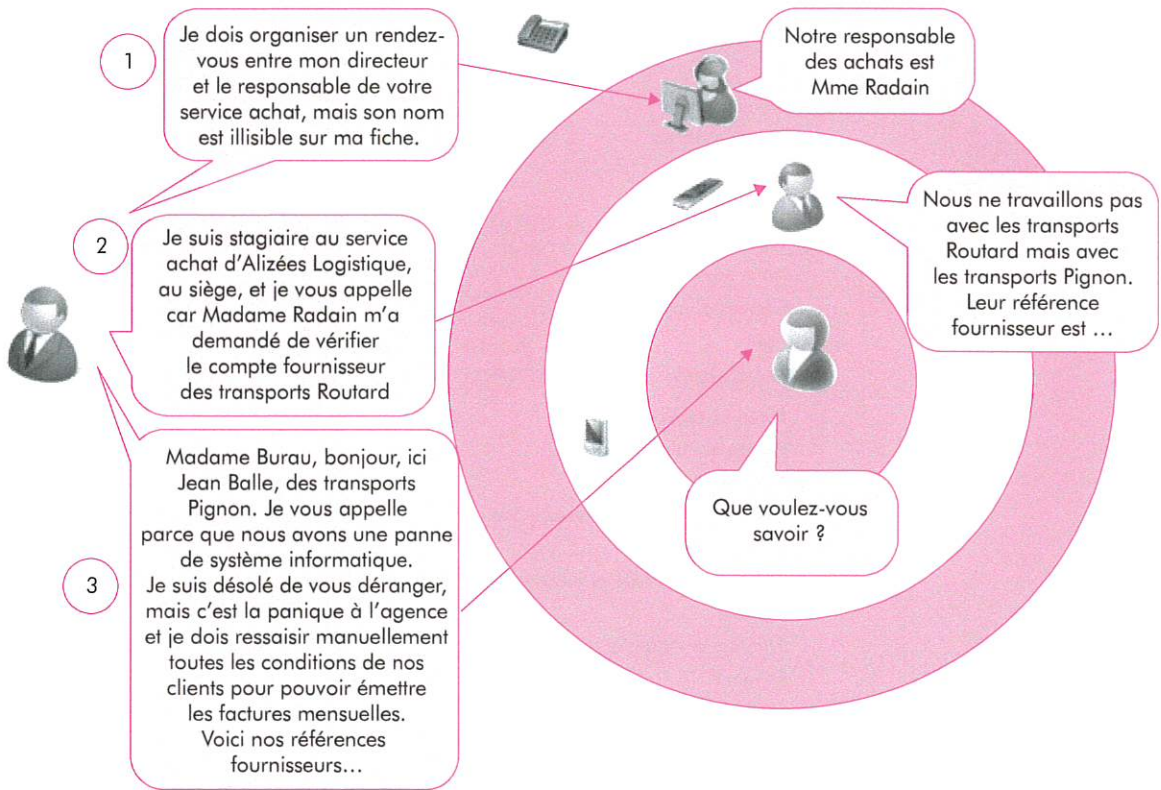 1
Je dois organiser un rendez-
vous entre mon directeur
et le responsable de votre
service achat, mais son nom
est illisible sur ma fiche.
Notre responsable
des achats est
Mme Radain
2
Je suis stagiaire au service
achat d'Alizées Logistique,
au siège, et je vous appelle
car Madame Radain m'a
demandé de vérifier
le compte fournisseur
des transports Routard
Nous ne travaillons pas
avec les transports
Routard mais avec
les transports Pignon.
Leur référence
fournisseur est ...
3
Madame Burau, bonjour, ici
Jean Balle, des transports
Pignon. Je vous appelle
parce que nous avons une panne
de système informatique.
Je suis désolé de vous déranger,
mais c'est la panique à l'agence
et je dois ressaisir manuellement
toutes les conditions de nos
clients pour pouvoir émettre
les factures mensuelles.
Voici nos références
fournisseurs...
Que voulez-vous
savoir ?